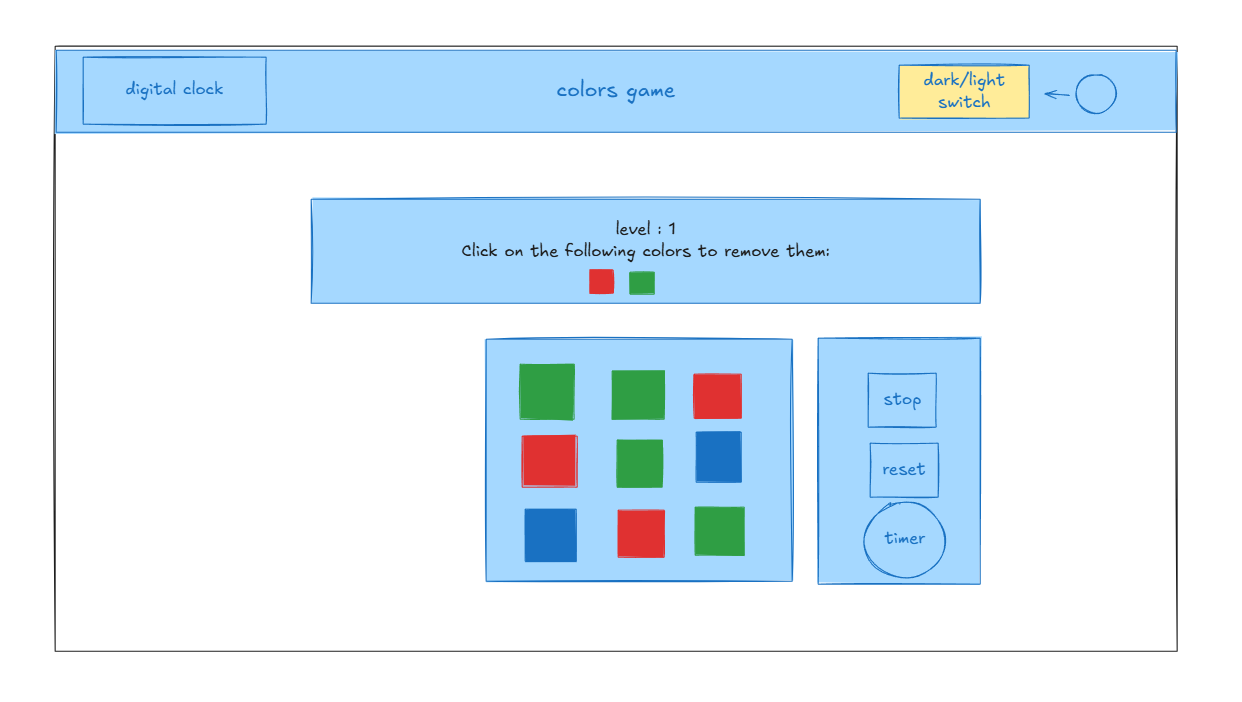 digital clock
colors game
dark/light
switch
level : 1
Click on the following colors to remove them:
stop
reset
timer